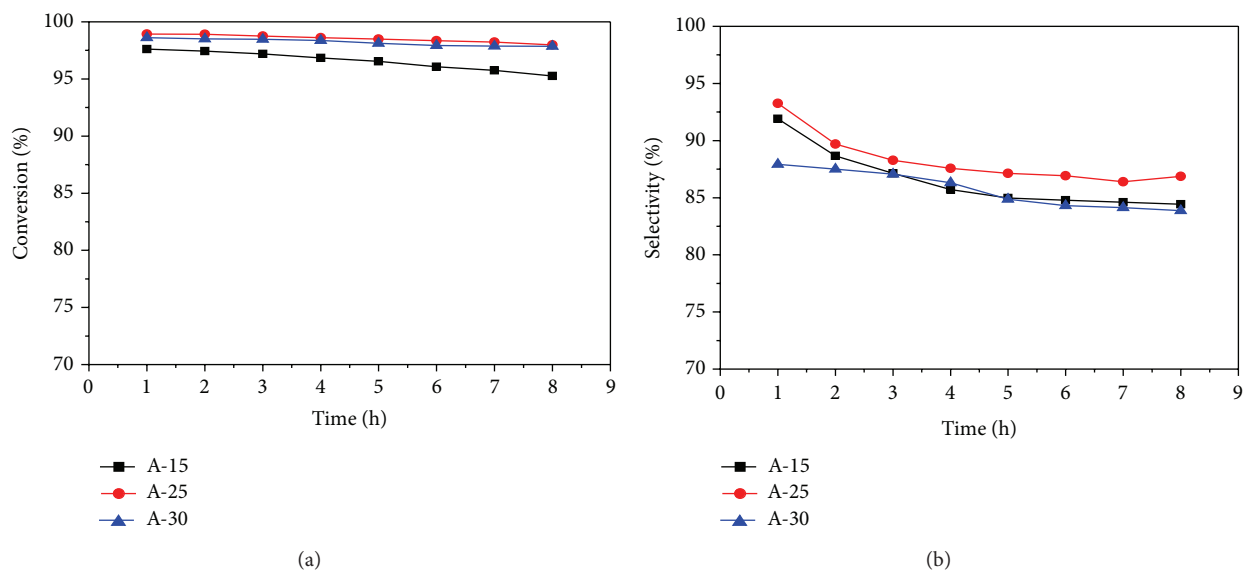 100
95
90
85
80
75
70
Conversion (%)
0 1 2 3 4 5 6 7 8 9
Time (h)
A-15
A-25
A-30
(a)
100
95
90
85
80
75
70
Selectivity (%)
0 1 2 3 4 5 6 7 8 9
Time (h)
A-15
A-25
A-30
(b)